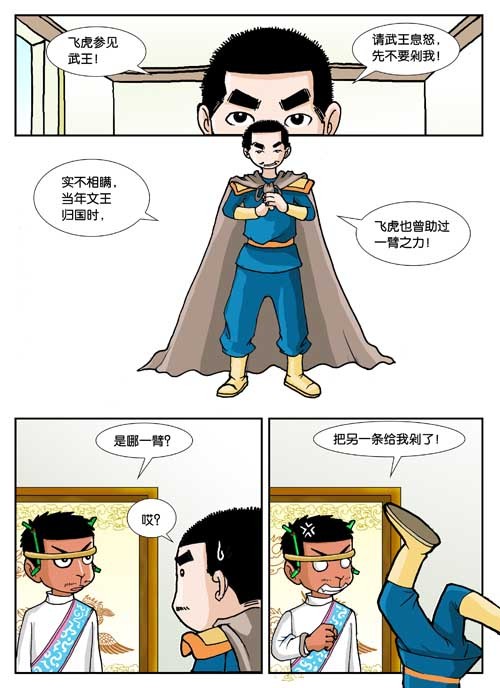 飞虎参见
武王！
请武王息怒，
先不要剁我！
实不相瞒，
当年文王
归国时，
飞虎也曾助过
一臂之力！
是哪一臂？
哎？
把另一条给我剁了！